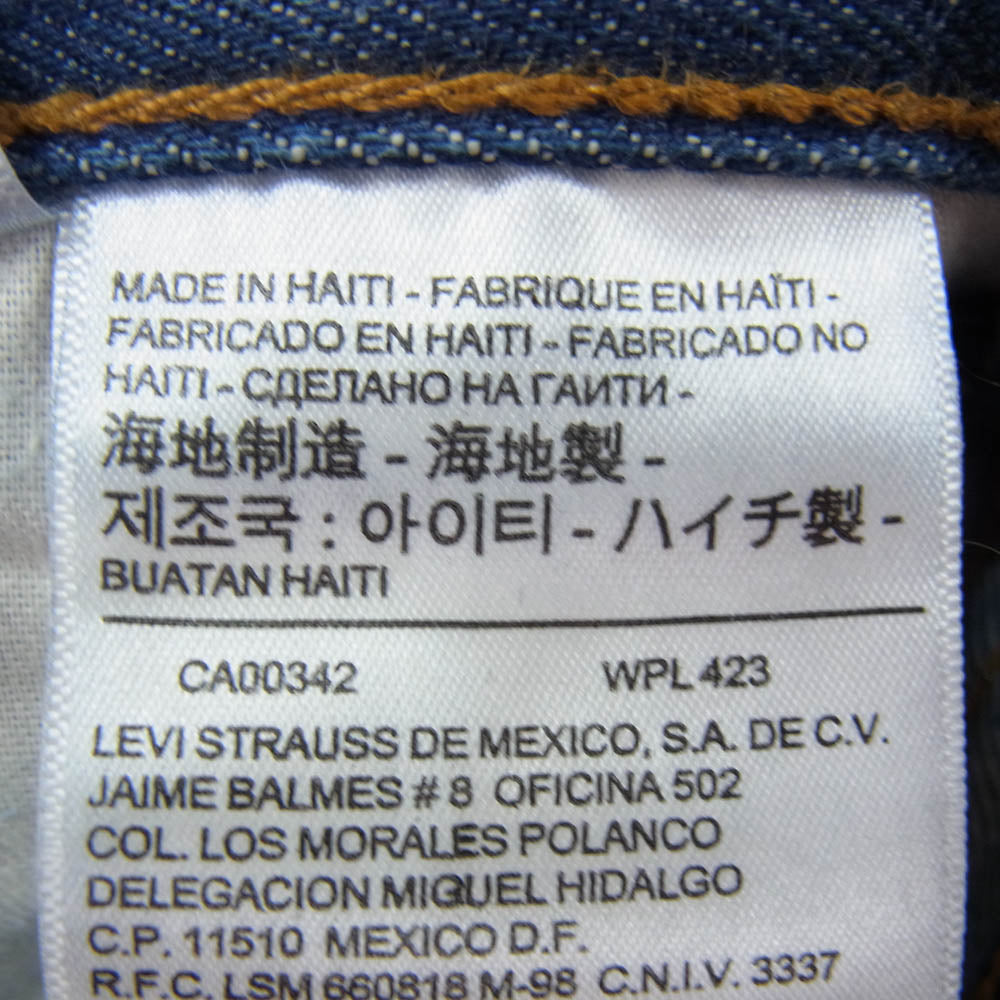 MADE IN HAITI - FABRIQUE EN HAÏTI -
FABRICADO EN HAITI - FABRICADO NO
HAITI - СДЕЛАНО НА ГАИТИ -
海地制造 - 海地製 -
제조국 : 아이티 - ハイチ製 -
BUATAN HAITI
CA00342 WPL 423
LEVI STRAUSS DE MEXICO, S.A. DE C.V.
JAIME BALMES # 8 OFICINA 502
COL. LOS MORALES POLANCO
DELEGACION MIGUEL HIDALGO
C.P. 11510 MEXICO D.F.
R.F.C. LSM 660818 M-98 C.N.I.V. 3337